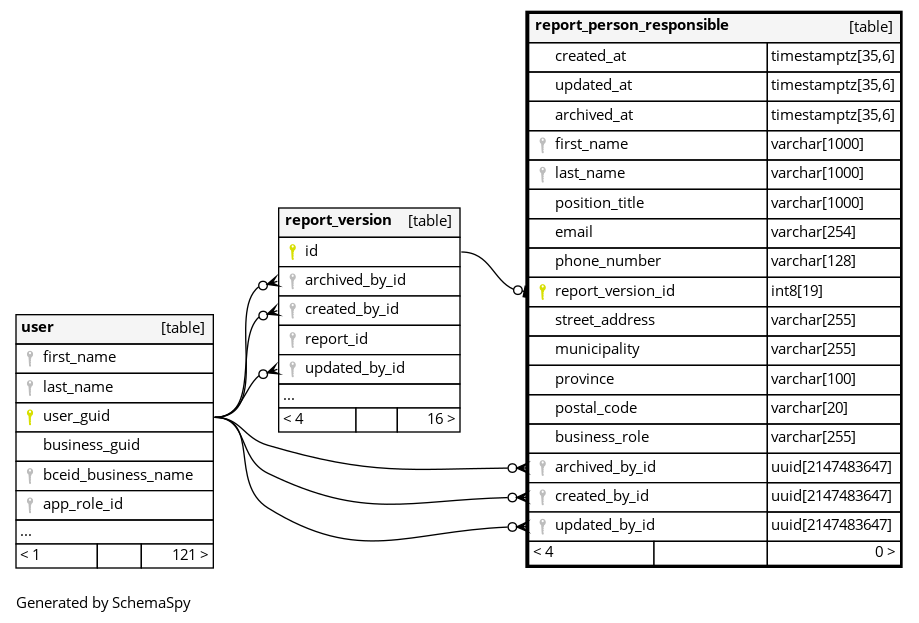 user [table]
first_name
last_name
user_guid
business_guid
bceid_business_name
app_role_id
...
< 1 121 >
report_version [table]
id
archived_by_id
created_by_id
report_id
updated_by_id
...
< 4 16 >
report_person_responsible [table]
created_at timestamptz[35,6]
updated_at timestamptz[35,6]
archived_at timestamptz[35,6]
first_name varchar[1000]
last_name varchar[1000]
position_title varchar[1000]
email varchar[254]
phone_number varchar[128]
report_version_id int8[19]
street_address varchar[255]
municipality varchar[255]
province varchar[100]
postal_code varchar[20]
business_role varchar[255]
archived_by_id uuid[2147483647]
created_by_id uuid[2147483647]
updated_by_id uuid[2147483647]
< 4 0 >
Generated by SchemaSpy